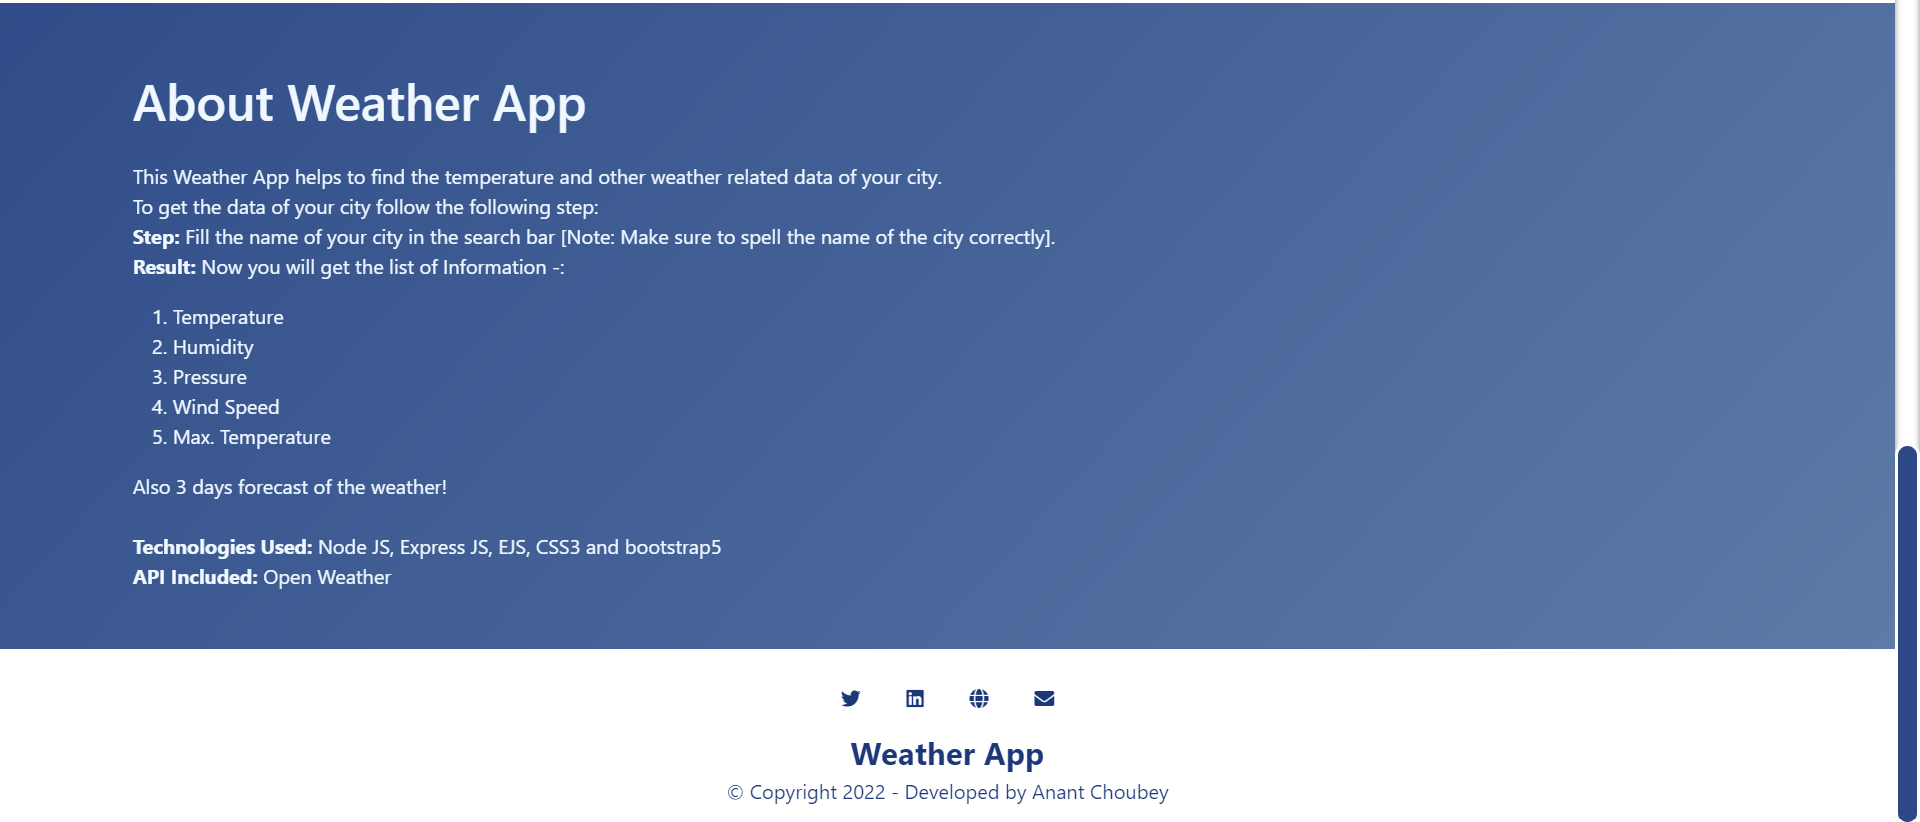 About Weather App
This Weather App helps to find the temperature and other weather related data of your city.
To get the data of your city follow the following step:
Step: Fill the name of your city in the search bar [Note: Make sure to spell the name of the city correctly].
Result: Now you will get the list of Information -:
1. Temperature
2. Humidity
3. Pressure
4. Wind Speed
5. Max. Temperature
Also 3 days forecast of the weather!
Technologies Used: Node JS, Express JS, EJS, CSS3 and bootstrap5
API Included: Open Weather
Weather App
© Copyright 2022 - Developed by Anant Choubey